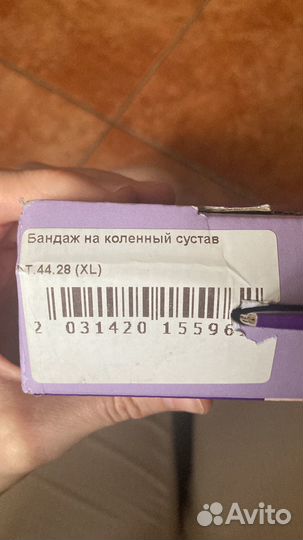 Бандаж на коленный сустав
Т.44.28 (XL)
2 031420 15596
Avito